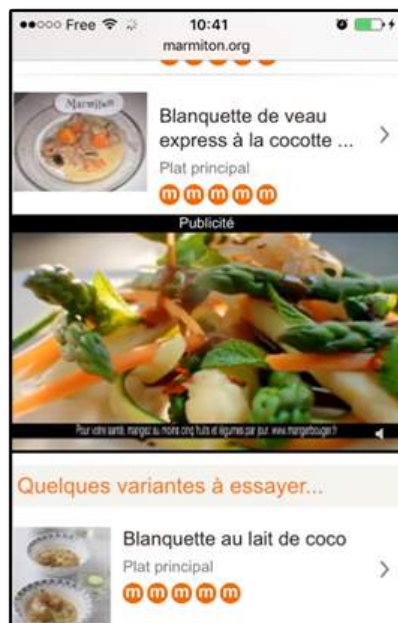 Free 10:41
marmiton.org
Marmiton
Blanquette de veau
express à la cocotte ...
Plat principal
m m m m m
Publicité
Pour votre santé, mangez au moins cinq fruits et légumes par jour. www.mangerbouger.fr
Quelques variantes à essayer...
Blanquette au lait de coco
Plat principal
m m m m m